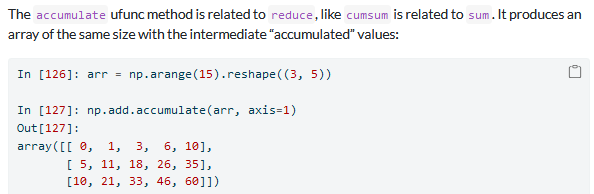 The accumulate ufunc method is related to reduce, like cumsum is related to sum. It produces an
array of the same size with the intermediate “accumulated” values:
In [126]: arr = np.arange(15).reshape((3, 5))
In [127]: np.add.accumulate(arr, axis=1)
Out[127]:
array([[ 0,  1,  3,  6, 10],
       [ 5, 11, 18, 26, 35],
       [10, 21, 33, 46, 60]])